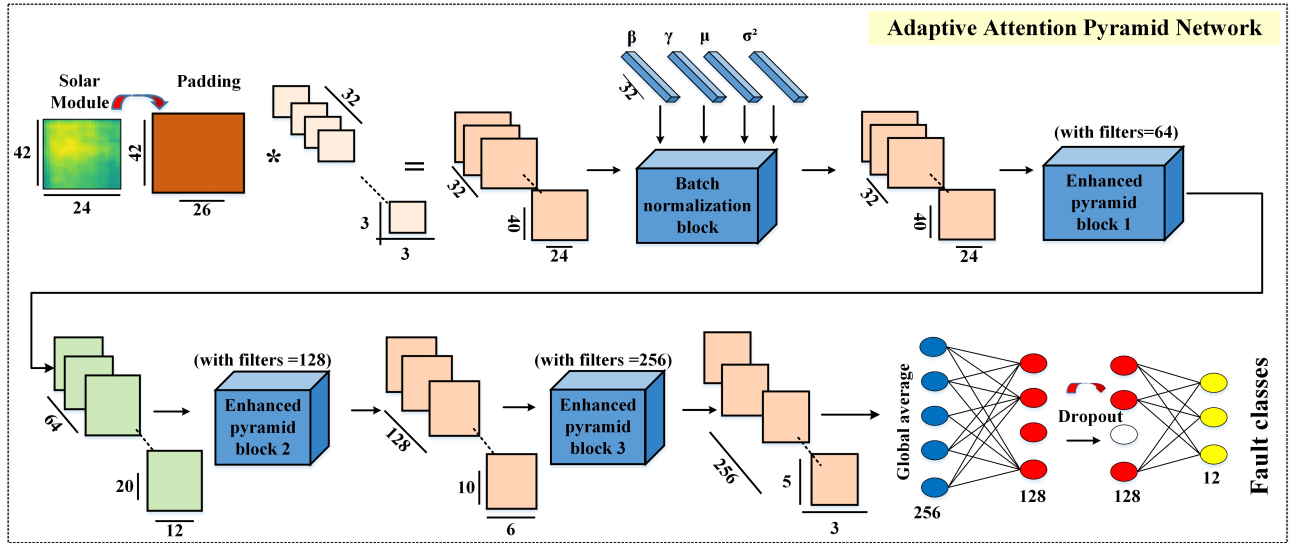 Adaptive Attention Pyramid Network
Solar
Module
Padding
42
24
42
26
*
32
3
3
=
32
40
24
β γ μ σ²
32
Batch
normalization
block
32
40
24
(with filters=64)
Enhanced
pyramid
block 1
64
20
12
(with filters =128)
Enhanced
pyramid
block 2
128
10
6
(with filters =256)
Enhanced
pyramid
block 3
256
5
3
Global average
256
128
Dropout
128
12
Fault classes